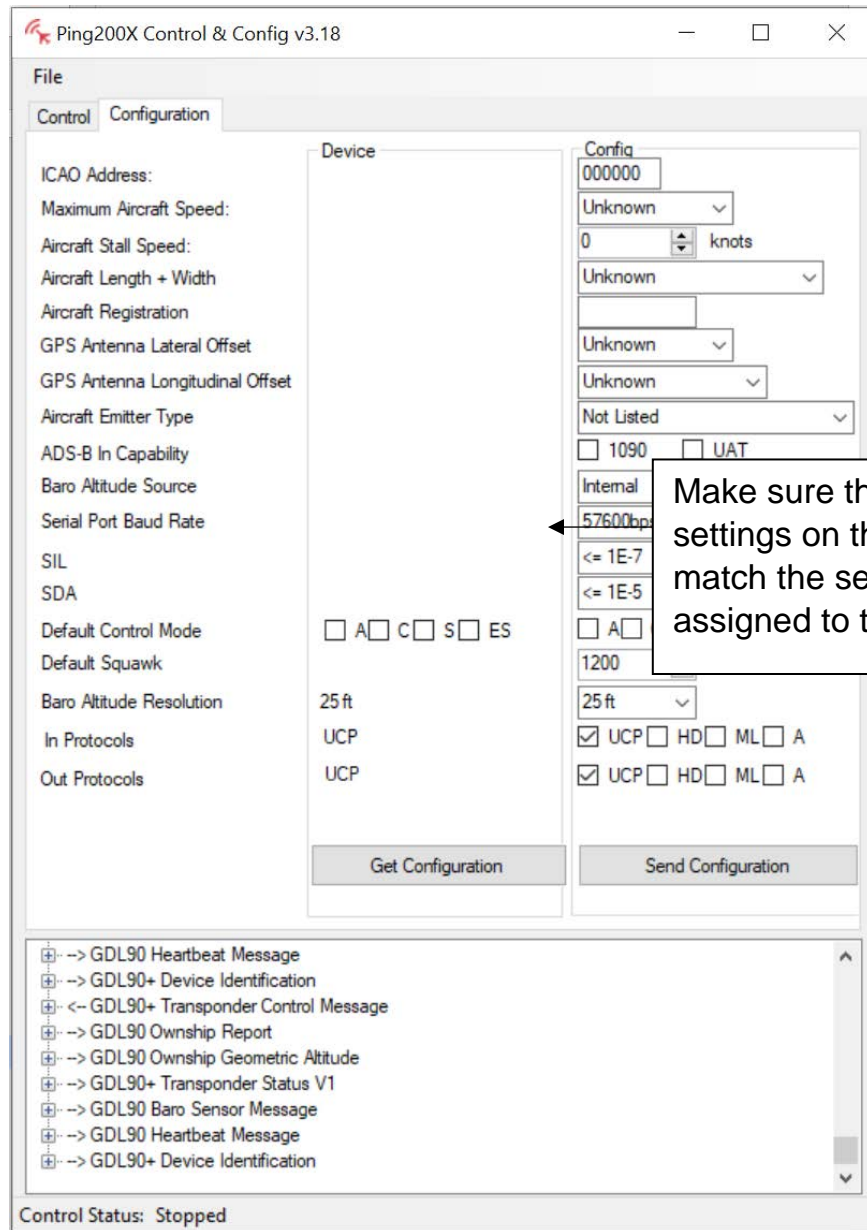 Ping200X Control & Config v3.18
File
Control Configuration
Device Config
ICAO Address: 000000
Maximum Aircraft Speed: Unknown
Aircraft Stall Speed: 0 knots
Aircraft Length + Width Unknown
Aircraft Registration
GPS Antenna Lateral Offset Unknown
GPS Antenna Longitudinal Offset Unknown
Aircraft Emitter Type Not Listed
ADS-B In Capability 1090 UAT
Baro Altitude Source Internal
Serial Port Baud Rate 57600bps
SIL <= 1E-7
SDA <= 1E-5
Make sure th
settings on th
match the se
assigned to t
Default Control Mode A C S ES A
Default Squawk 1200
Baro Altitude Resolution 25 ft 25 ft
In Protocols UCP UCP HD ML A
Out Protocols UCP UCP HD ML A
Get Configuration Send Configuration
--> GDL90 Heartbeat Message
--> GDL90+ Device Identification
<-- GDL90+ Transponder Control Message
--> GDL90 Ownship Report
--> GDL90 Ownship Geometric Altitude
--> GDL90+ Transponder Status V1
--> GDL90 Baro Sensor Message
--> GDL90 Heartbeat Message
--> GDL90+ Device Identification
Control Status: Stopped